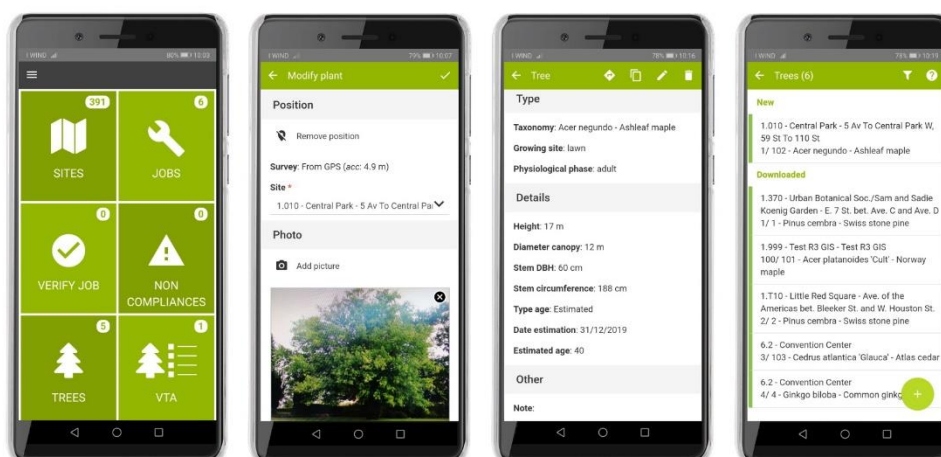 I WIND
80% 10:03
391
SITES
6
JOBS
0
VERIFY JOB
0
NON
COMPLIANCES
5
TREES
1
VTA
I WIND
79% 10:07
Modify plant
Position
Remove position
Survey: From GPS (acc: 4.9 m)
Site *
1.010 - Central Park - 5 Av To Central Par
Photo
Add picture
I WIND
78% 10:16
Tree
Type
Taxonomy: Acer negundo - Ashleaf maple
Growing site: lawn
Physiological phase: adult
Details
Height: 17 m
Diameter canopy: 12 m
Stem DBH: 60 cm
Stem circumference: 188 cm
Type age: Estimated
Date estimation: 31/12/2019
Estimated age: 40
Other
Note:
I WIND
78% 10:19
Trees (6)
New
1.010 - Central Park - 5 Av To Central Park W,
59 St To 110 St
1/ 102 - Acer negundo - Ashleaf maple
Downloaded
1.370 - Urban Botanical Soc./Sam and Sadie
Koenig Garden - E. 7 St. bet. Ave. C and Ave. D
1/ 1 - Pinus cembra - Swiss stone pine
1.999 - Test R3 GIS - Test R3 GIS
100/ 101 - Acer platanoides 'Cult' - Norway
maple
1.T10 - Little Red Square - Ave. of the
Americas bet. Bleeker St. and W. Houston St.
2/ 2 - Pinus cembra - Swiss stone pine
6.2 - Convention Center
3/ 103 - Cedrus atlantica 'Glauca' - Atlas cedar
6.2 - Convention Center
4/ 4 - Ginkgo biloba - Common ginkg